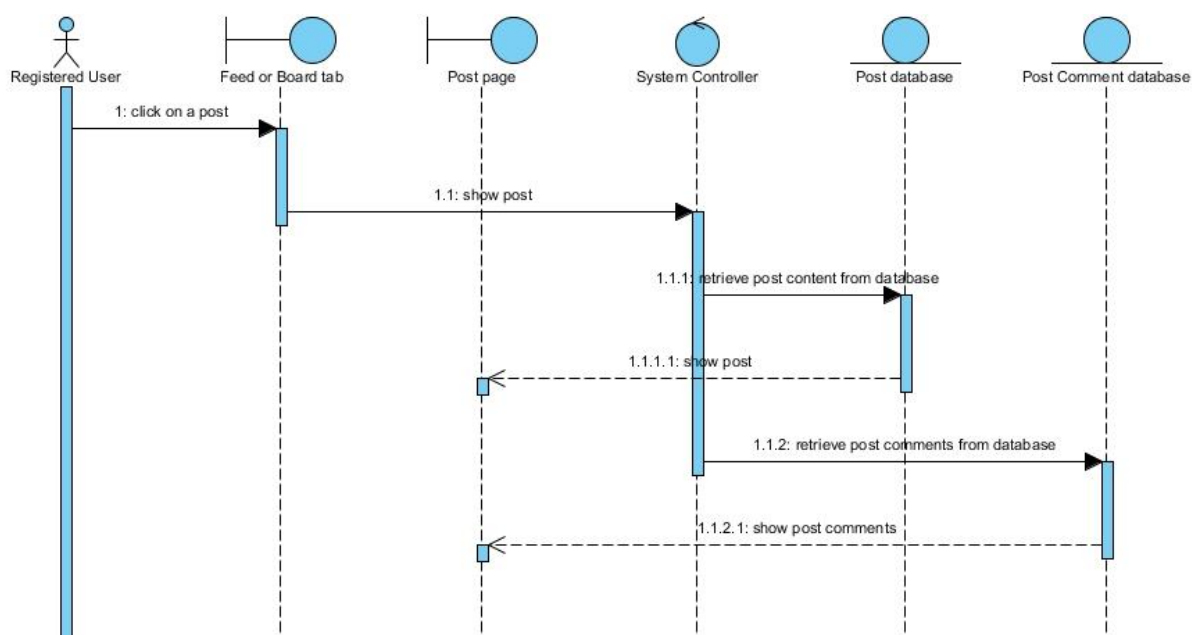 Registered User
Feed or Board tab
Post page
System Controller
Post database
Post Comment database
1: click on a post
1.1: show post
1.1.1: retrieve post content from database
1.1.1.1: show post
1.1.2: retrieve post comments from database
1.1.2.1: show post comments